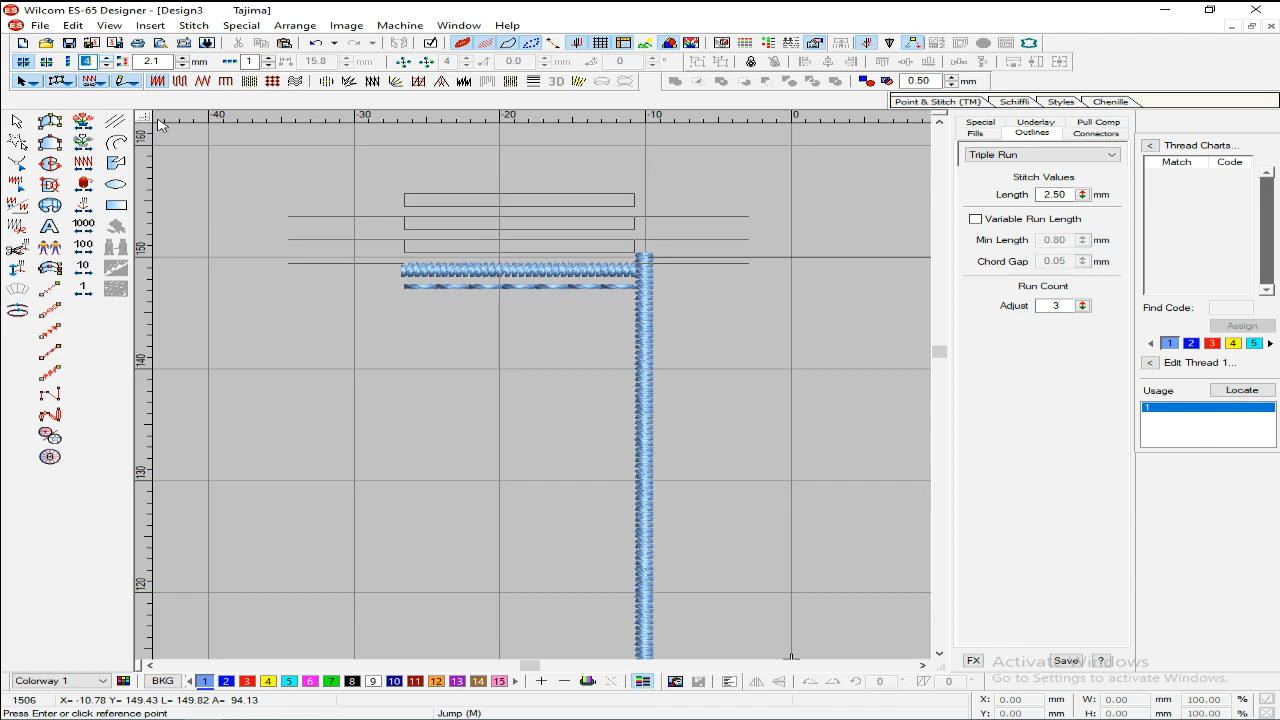 Wilcom ES-65 Designer - [Design3 Tajima]
File Edit View Insert Stitch Special Arrange Image Machine Window Help
4 2.1 mm 1 15.8 mm 4 0.0 mm 0 °
3D 0.50 mm
Point & Stitch (TM) Schiffli Styles Chenille
-40 -30 -20 -10 0
160
150
140
130
120
Special Underlay Pull Comp
Fills Outlines Connectors
Triple Run
Stitch Values
Length 2.50 mm
Variable Run Length
Min Length 0.80 mm
Chord Gap 0.05 mm
Run Count
Adjust 3
FX Save ?
< Thread Charts...
Match Code
Find Code:
Assign
1 2 3 4 5
< Edit Thread 1...
Usage Locate
1
1000
100
10
1
Activate Windows
Go to Settings to activate Windows.
Colorway 1 BKG 1 2 3 4 5 6 7 8 9 10 11 12 13 14 15 0 ° 0 °
1506 X= -10.78 Y= 149.43 L= 149.82 A= 94.13 X: 0.00 mm W: 0.00 mm 100.00 %
Press Enter or click reference point Jump (M) Y: 0.00 mm H: 0.00 mm 100.00 %